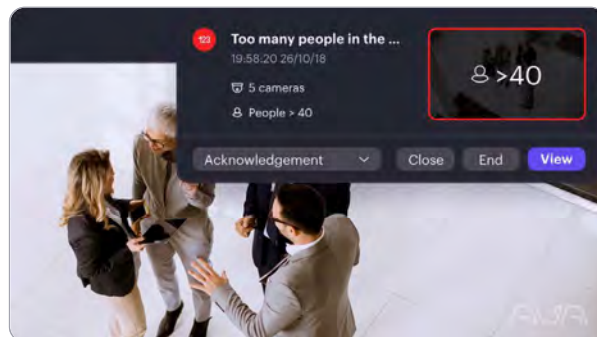 123
Too many people in the ...
19:58:20 26/10/18
5 cameras
People > 40
>40
Acknowledgement
Close
End
View
AVA